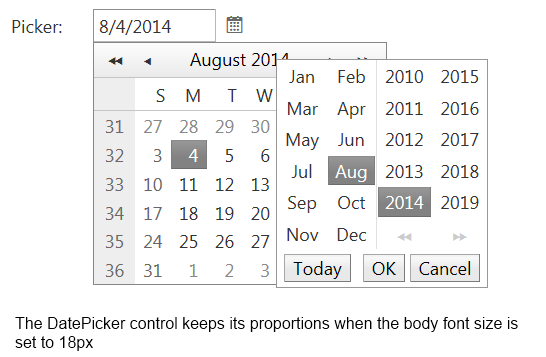 Picker: 8/4/2014
August 2014
S M T W
31 27 28 29 30
32 3 4 5 6
33 10 11 12 13
34 17 18 19 20
35 24 25 26 27
36 31 1 2 3
Jan Feb 2010 2015
Mar Apr 2011 2016
May Jun 2012 2017
Jul Aug 2013 2018
Sep Oct 2014 2019
Nov Dec
Today OK Cancel
The DatePicker control keeps its proportions when the body font size is
set to 18px